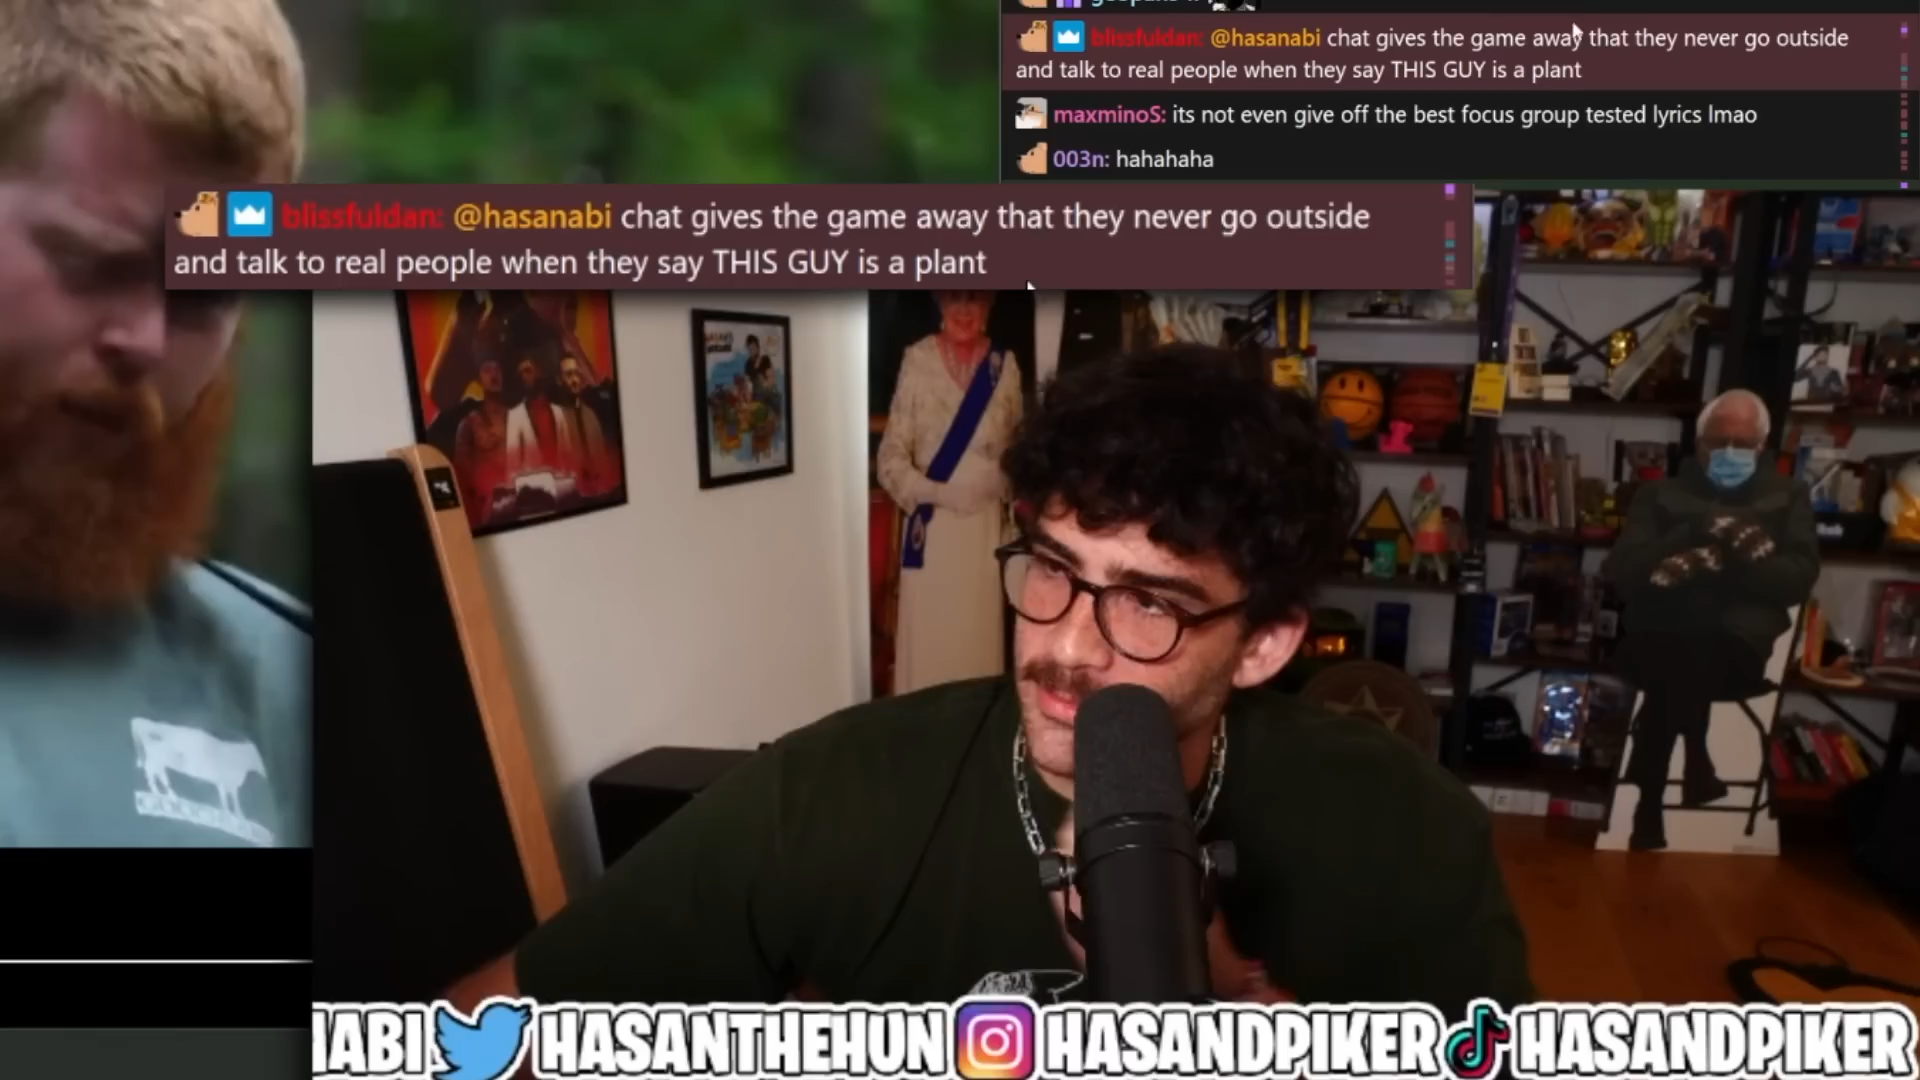 blissfuldan: @hasanabi chat gives the game away that they never go outside
and talk to real people when they say THIS GUY is a plant
maxminoS: its not even give off the best focus group tested lyrics lmao
003n: hahahaha
blissfuldan: @hasanabi chat gives the game away that they never go outside
and talk to real people when they say THIS GUY is a plant
HASANTHEHUN HASANDPIKER HASANDPIKER